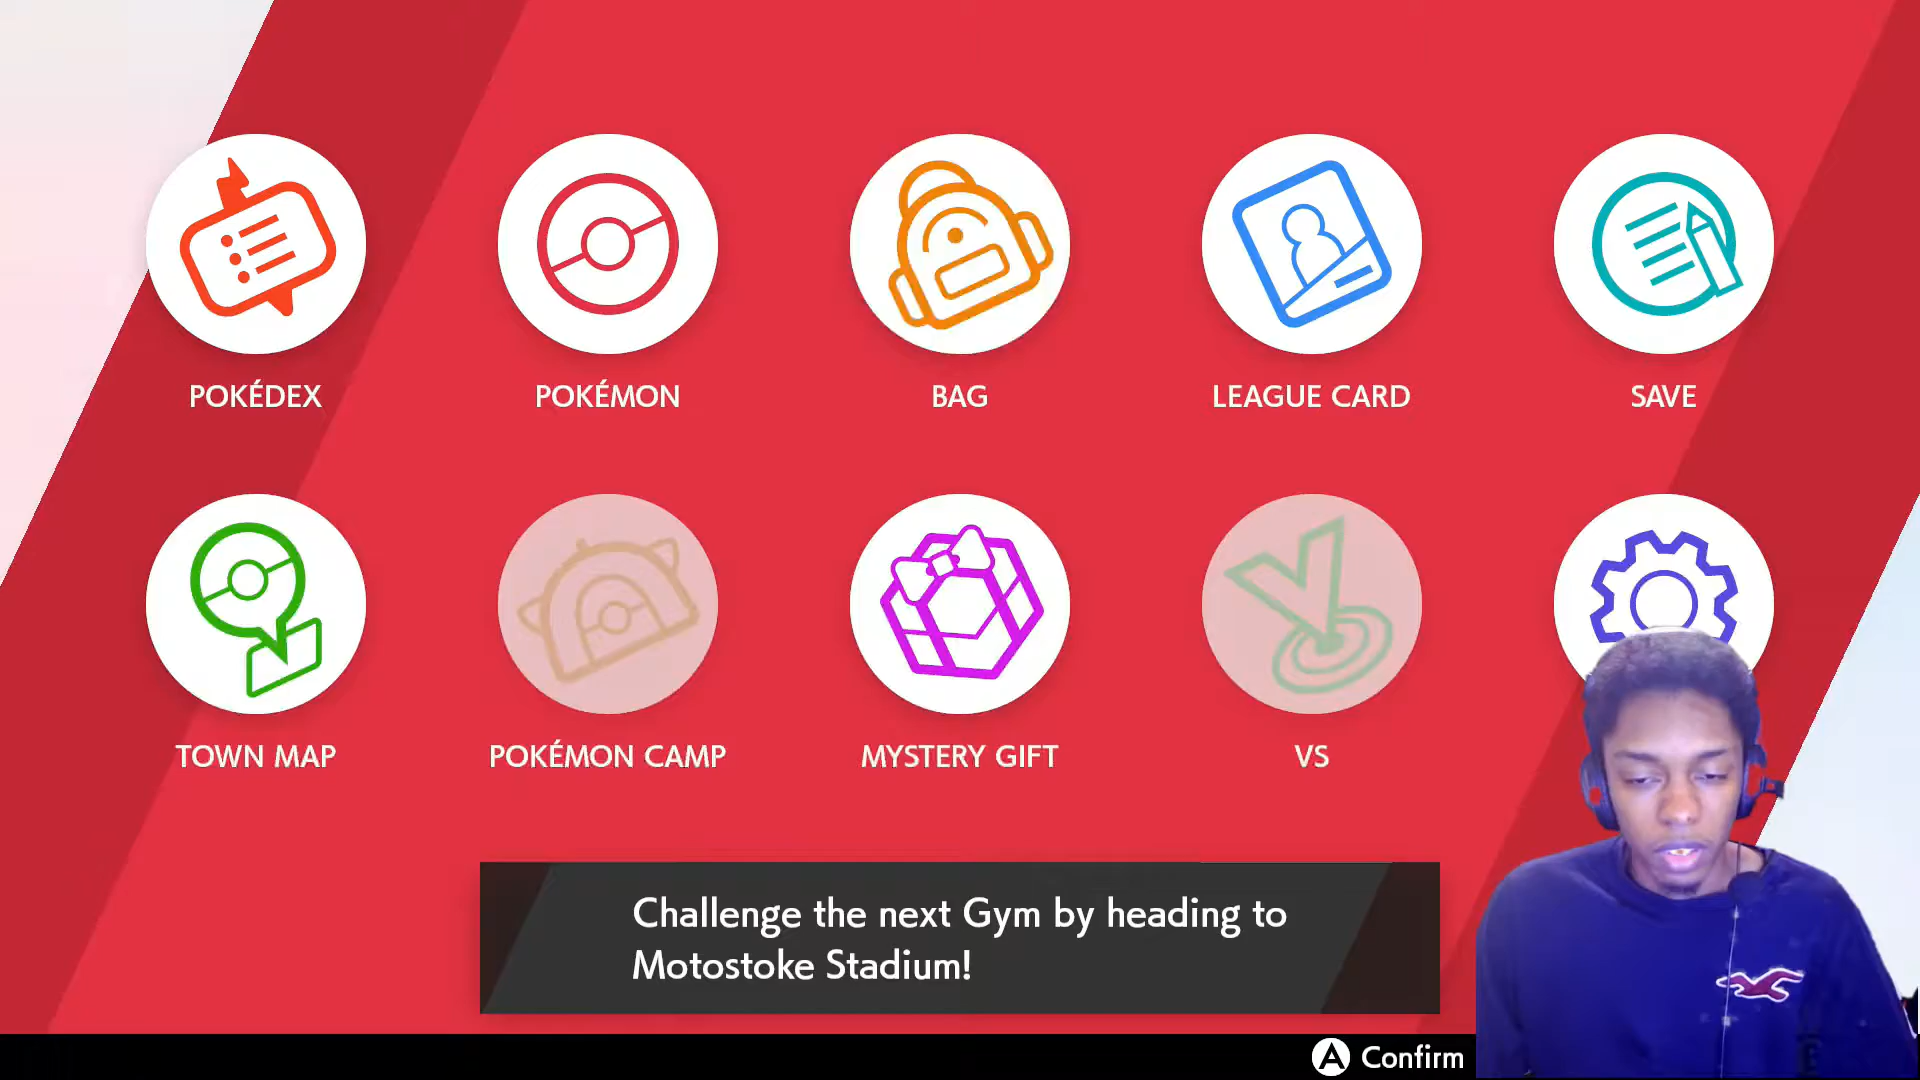 POKÉDEX
POKÉMON
BAG
LEAGUE CARD
SAVE
TOWN MAP
POKÉMON CAMP
MYSTERY GIFT
VS
Challenge the next Gym by heading to
Motostoke Stadium!
A Confirm